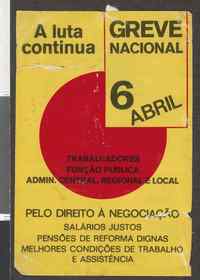 A luta
continua
GREVE
NACIONAL
6
ABRIL
TRABALHADORES
FUNÇÃO PÚBLICA
ADMIN. CENTRAL, REGIONAL E LOCAL
PELO DIREITO À NEGOCIAÇÃO
SALÁRIOS JUSTOS
PENSÕES DE REFORMA DIGNAS
MELHORES CONDIÇÕES DE TRABALHO
E ASSISTÊNCIA